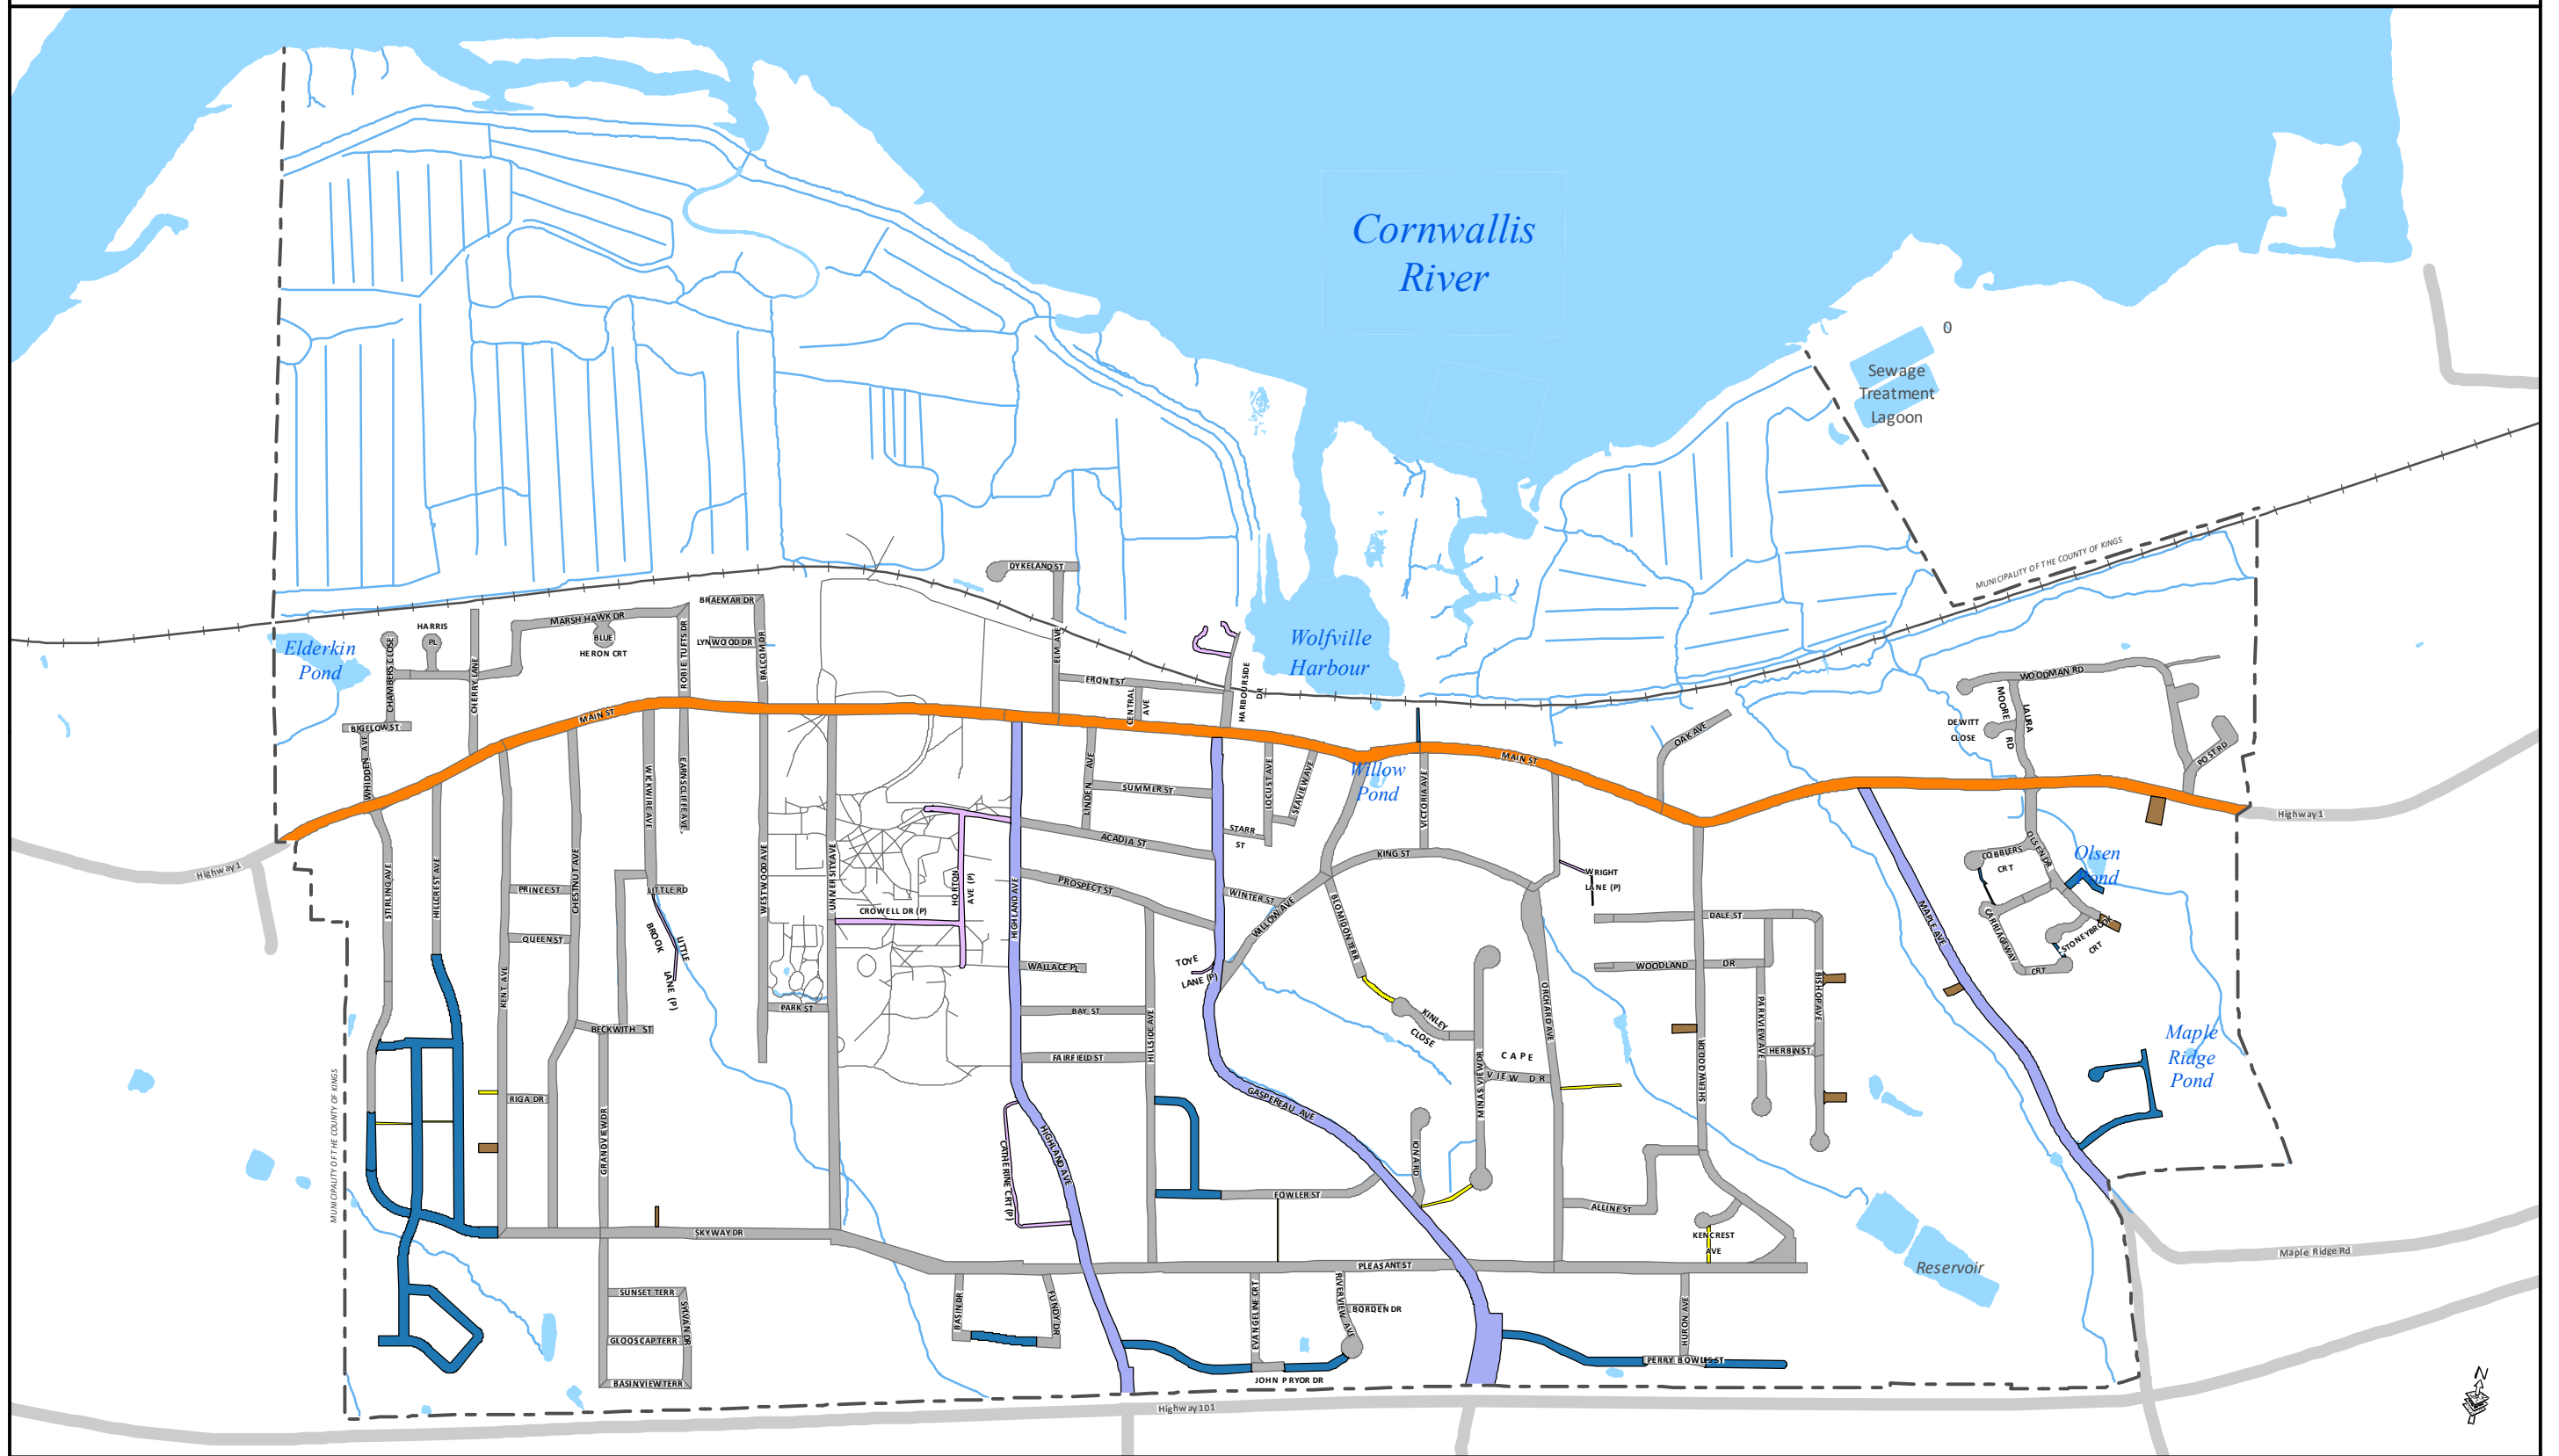 Cornwallis
River
0
Sewage
Treatment
Lagoon
MUNICIPALITY OF THE COUNTY OF KINGS
DYKELAND ST
BRAEMAR DR
MARSH HAWK DR
HARRIS
PL
BLUE
HERON CRT
LYNWOOD DR
BALCOM DR
ROBIE TUFTS DR
ELM AVE
Elderkin
Pond
CHAMBERS CLOSE
CHERRY LANE
Wolfville
Harbour
HARBOURSIDE
DR
FRONT ST
CENTRAL
AVE
WOODMAN RD
MOORE
LAURA
RD
DEWITT
CLOSE
POST RD
BIGELOW ST
WHIDDEN AVE
MAIN ST
MAIN ST
OAK AVE
Willow
Pond
Highway 1
Highway 1
WICKWIRE AVE
EARNSCLIFFE AVE
LINDEN
AVE
SUMMER ST
LOCUST AVE
SEAVIEW AVE
VICTORIA AVE
STARR
ST
ACADIA ST
KING ST
WRIGHT
LANE (P)
COBBLERS
CRT
OLSEN DR
Olsen
Pond
STIRLING AVE
HILLCREST AVE
PRINCE ST
CHESTNUT AVE
LITTLE RD
WESTWOOD AVE
UNIVERSITY AVE
HORTON
AVE (P)
CROWELL DR (P)
HIGHLAND AVE
PROSPECT ST
WINTER ST
WILLOW AVE
BLOMIDON TERR
DALE ST
MAPLE AVE
CARRIAGEWAY
CRT
STONEYBROOK
CRT
QUEEN ST
LITTLE
BROOK
LANE (P)
WALLACE PL
TOYE
LANE (P)
WOODLAND
DR
KENT AVE
PARK ST
BAY ST
HILLSIDE AVE
KINLEY
CLOSE
ORCHARD AVE
PARKVIEW AVE
BISHOP AVE
BECKWITH ST
FAIRFIELD ST
CAPE
VIEW DR
HERBIN ST
SHERWOOD DR
Maple
Ridge
Pond
MUNICIPALITY OF THE COUNTY OF KINGS
RIGA DR
GRANDVIEW DR
GASPEREAU AVE
MINAS VIEW DR
CATHERINE CRT (P)
HIGHLAND AVE
IONA RD
FOWLER ST
ALLINE ST
SKYWAY DR
KENCREST
AVE
PLEASANT ST
Reservoir
Maple Ridge Rd
SUNSET TERR
SYLVAN DR
GLOOSCAP TERR
BASINVIEW TERR
BASIN DR
FUNDY DR
EVANGELINE CRT
RIVERVIEW AVE
BORDEN DR
HURON AVE
PERRY BOWLES ST
JOHN PRYOR DR
Highway 101
N